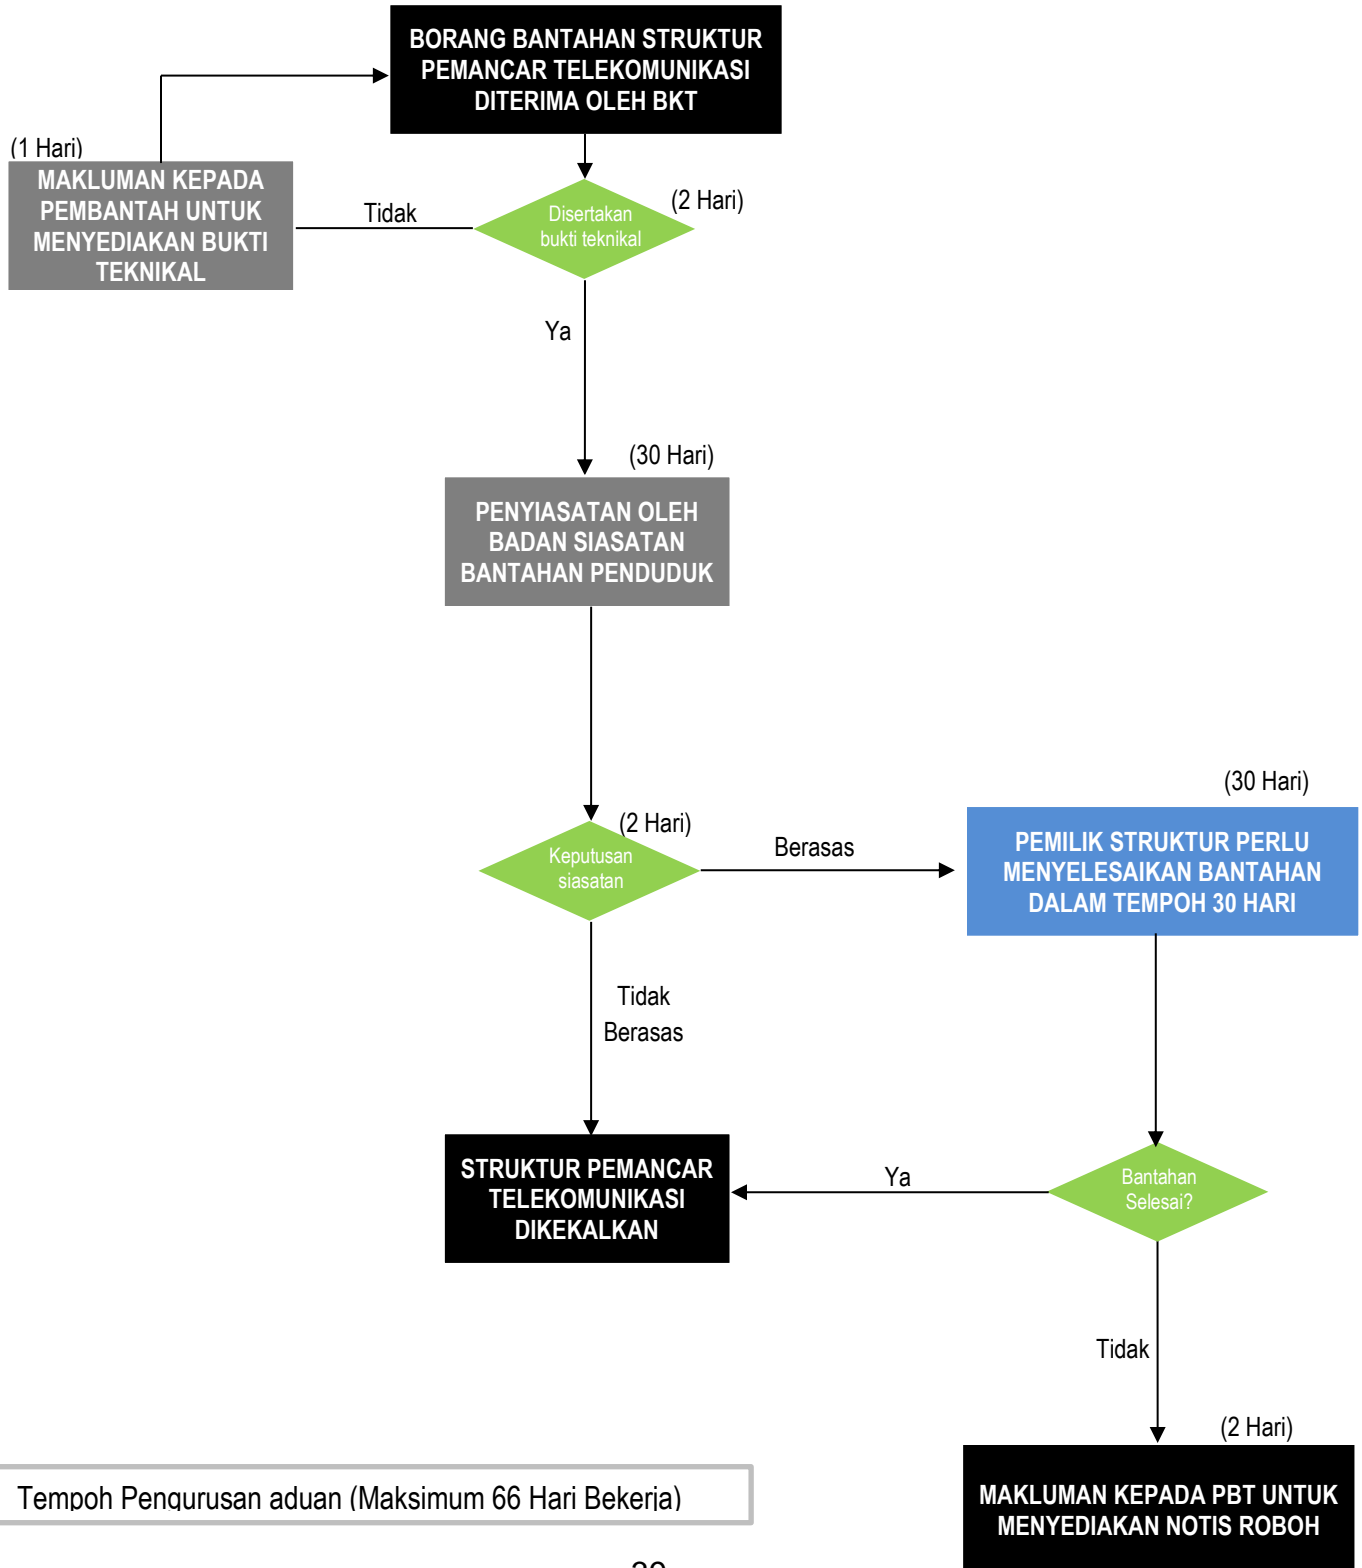 BORANG BANTAHAN STRUKTUR
PEMANCAR TELEKOMUNIKASI
DITERIMA OLEH BKT
(1 Hari)
MAKLUMAN KEPADA
PEMBANTAH UNTUK
MENYEDIAKAN BUKTI
TEKNIKAL
Tidak
Disertakan
bukti teknikal
(2 Hari)
Ya
(30 Hari)
PENYIASATAN OLEH
BADAN SIASATAN
BANTAHAN PENDUDUK
(2 Hari)
Keputusan
siasatan
Berasas
(30 Hari)
PEMILIK STRUKTUR PERLU
MENYELESAIKAN BANTAHAN
DALAM TEMPOH 30 HARI
Tidak
Berasas
STRUKTUR PEMANCAR
TELEKOMUNIKASI
DIKEKALKAN
Ya
Bantahan
Selesai?
Tidak
(2 Hari)
MAKLUMAN KEPADA PBT UNTUK
MENYEDIAKAN NOTIS ROBOH
Tempoh Pengurusan aduan (Maksimum 66 Hari Bekerja)